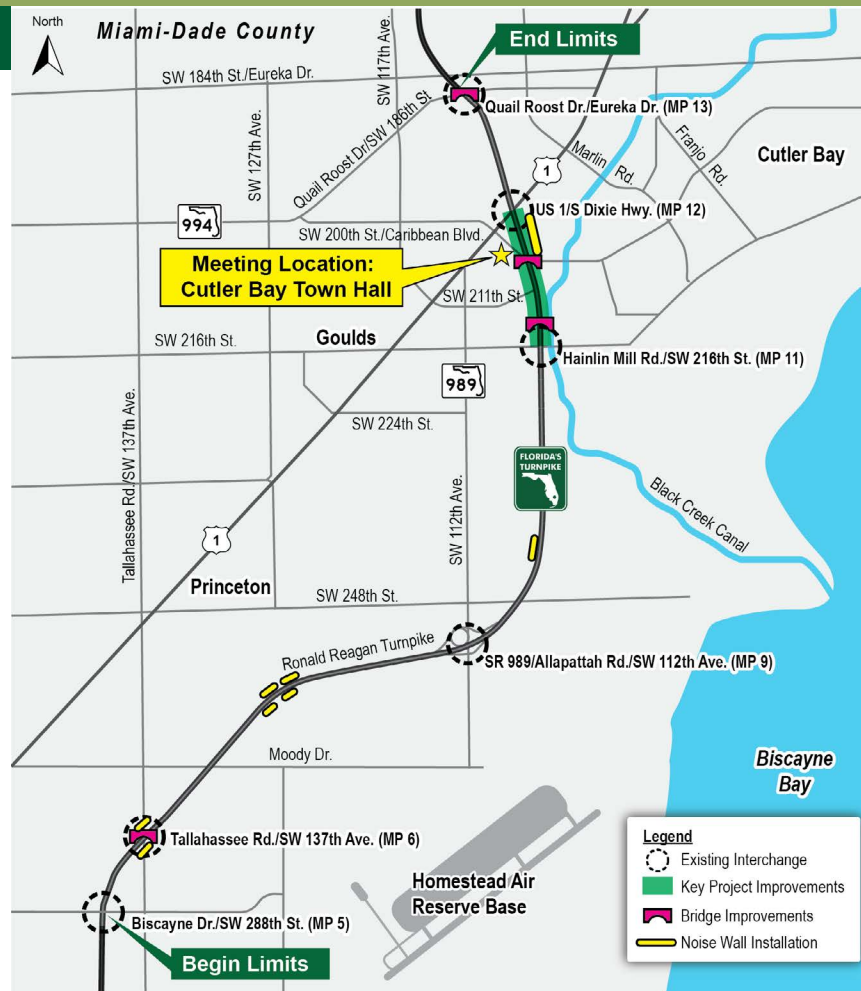 North
Miami-Dade County
End Limits
SW 184th St./Eureka Dr.
SW 117th Ave.
Quail Roost Dr./Eureka Dr. (MP 13)
SW 127th Ave.
Quail Roost Dr/SW 186th St
Marlin Rd.
Franjo Rd.
Cutler Bay
1
994
US 1/S Dixie Hwy. (MP 12)
SW 200th St./Caribbean Blvd.
Meeting Location:
Cutler Bay Town Hall
SW 211th St.
SW 216th St.
Goulds
Hainlin Mill Rd./SW 216th St. (MP 11)
989
SW 224th St.
Tallahassee Rd./SW 137th Ave.
FLORIDA'S
TURNPIKE
SW 112th Ave.
Black Creek Canal
1
Princeton
SW 248th St.
Ronald Reagan Turnpike
SR 989/Allapattah Rd./SW 112th Ave. (MP 9)
Moody Dr.
Biscayne
Bay
Tallahassee Rd./SW 137th Ave. (MP 6)
Homestead Air
Reserve Base
Biscayne Dr./SW 288th St. (MP 5)
Begin Limits
Legend
Existing Interchange
Key Project Improvements
Bridge Improvements
Noise Wall Installation